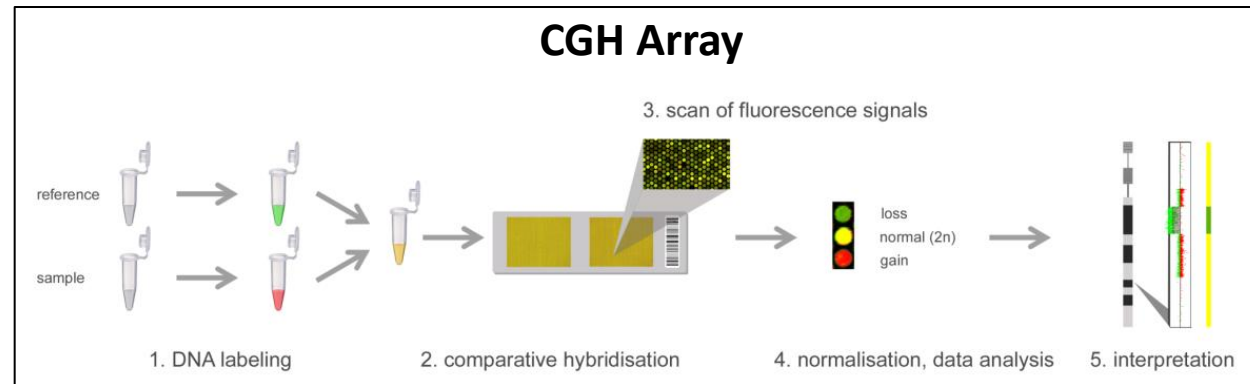 CGH Array
3. scan of fluorescence signals
reference
sample
loss
normal (2n)
gain
1. DNA labeling
2. comparative hybridisation
4. normalisation, data analysis
5. interpretation